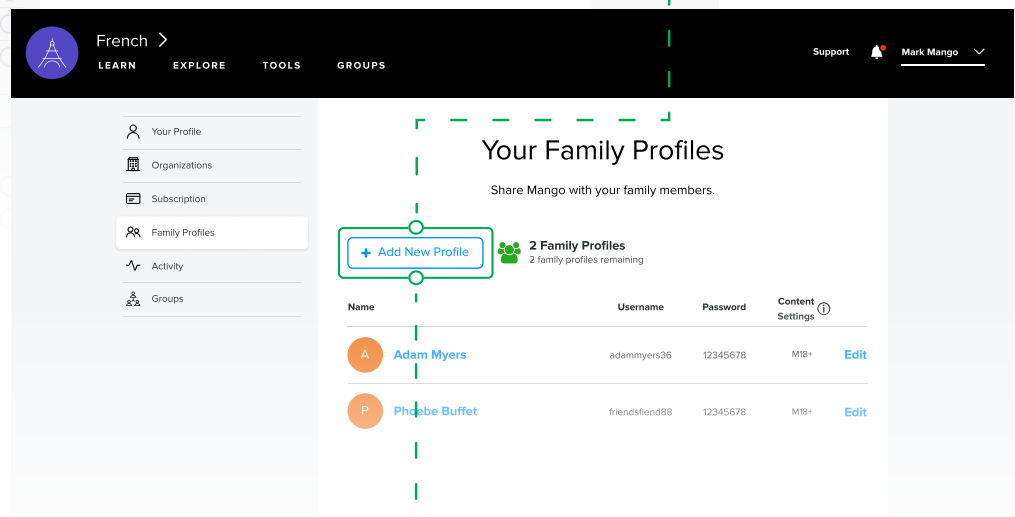 French
LEARN EXPLORE TOOLS GROUPS
Support
Mark Mango
Your Profile
Organizations
Subscription
Family Profiles
Activity
Groups
Your Family Profiles
Share Mango with your family members.
+ Add New Profile
2 Family Profiles
2 family profiles remaining
Name Username Password Content Settings
A Adam Myers adammyers36 12345678 M18+ Edit
P Phoebe Buffet friendsfiend88 12345678 M18+ Edit